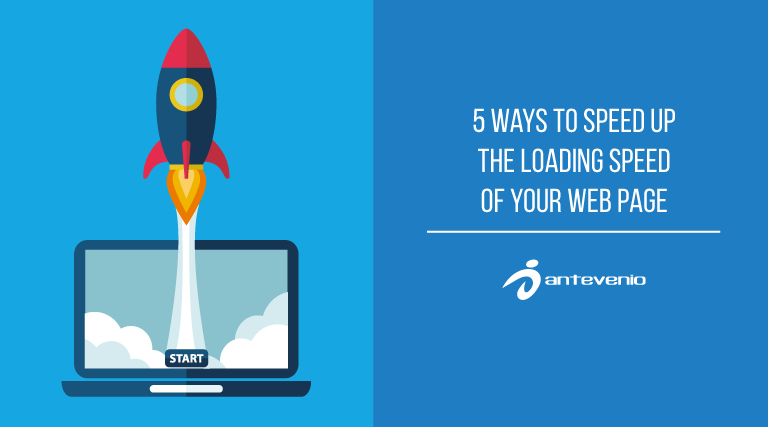 5 WAYS TO SPEED UP
THE LOADING SPEED
OF YOUR WEB PAGE
antevenio
START